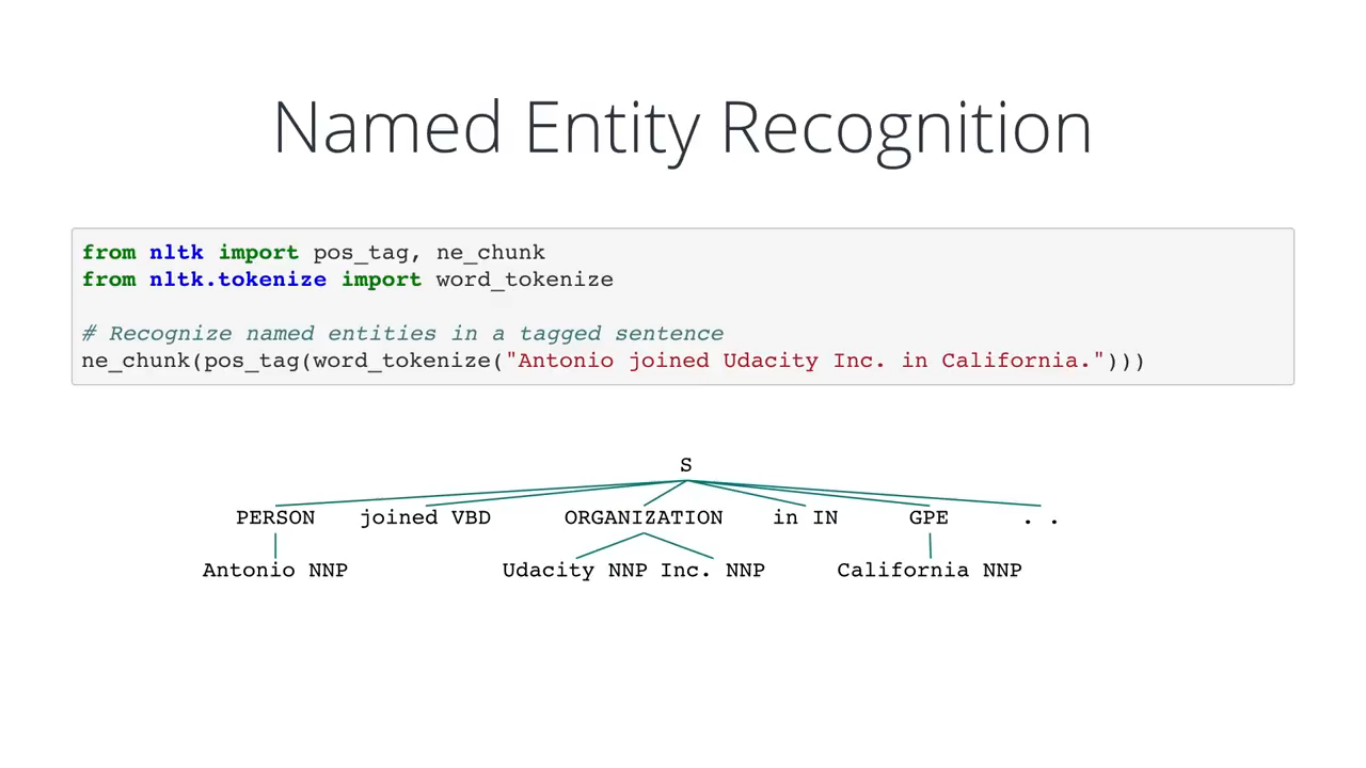 Named Entity Recognition
from nltk import pos_tag, ne_chunk
from nltk.tokenize import word_tokenize
# Recognize named entities in a tagged sentence
ne_chunk(pos_tag(word_tokenize("Antonio joined Udacity Inc. in California.")))
S
PERSON joined VBD ORGANIZATION in IN GPE . .
Antonio NNP Udacity NNP Inc. NNP California NNP